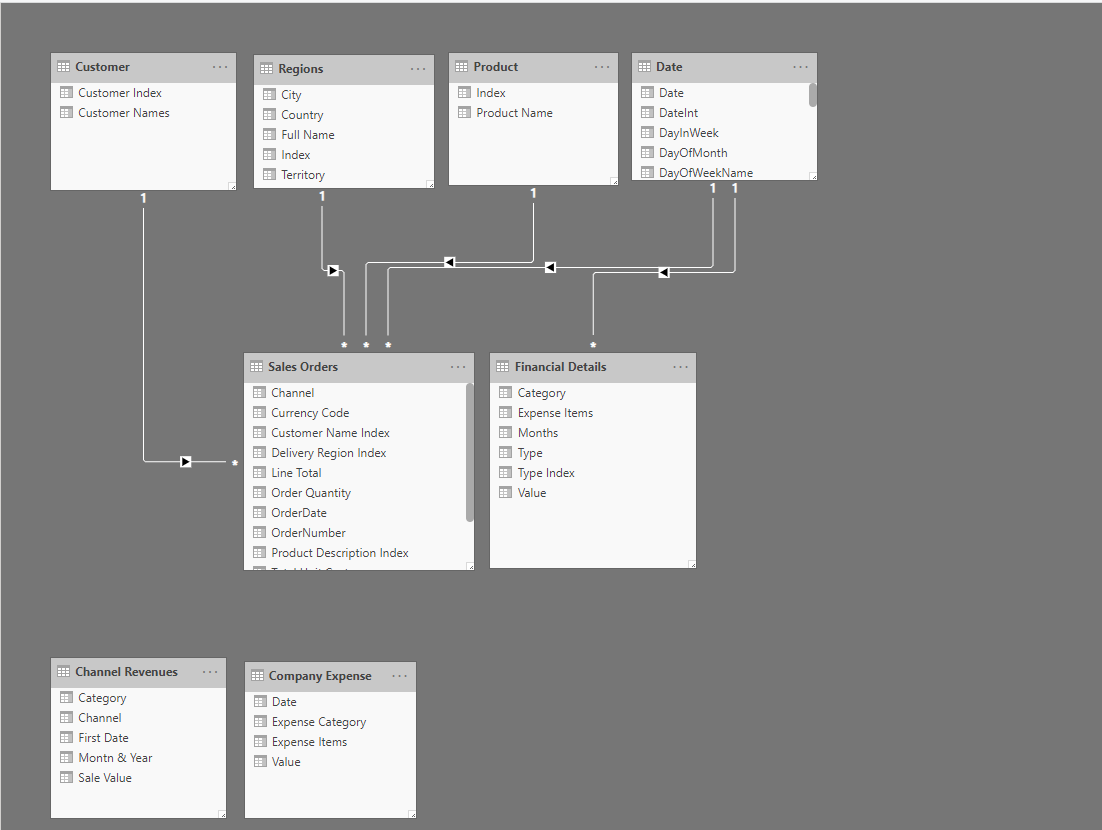 Customer
Customer Index
Customer Names
Regions
City
Country
Full Name
Index
Territory
Product
Index
Product Name
Date
Date
DateInt
DayInWeek
DayOfMonth
DayOfWeekName
1
1
1
1 1
* * * *
*
Sales Orders
Channel
Currency Code
Customer Name Index
Delivery Region Index
Line Total
Order Quantity
OrderDate
OrderNumber
Product Description Index
Financial Details
Category
Expense Items
Months
Type
Type Index
Value
Channel Revenues
Category
Channel
First Date
Montn & Year
Sale Value
Company Expense
Date
Expense Category
Expense Items
Value